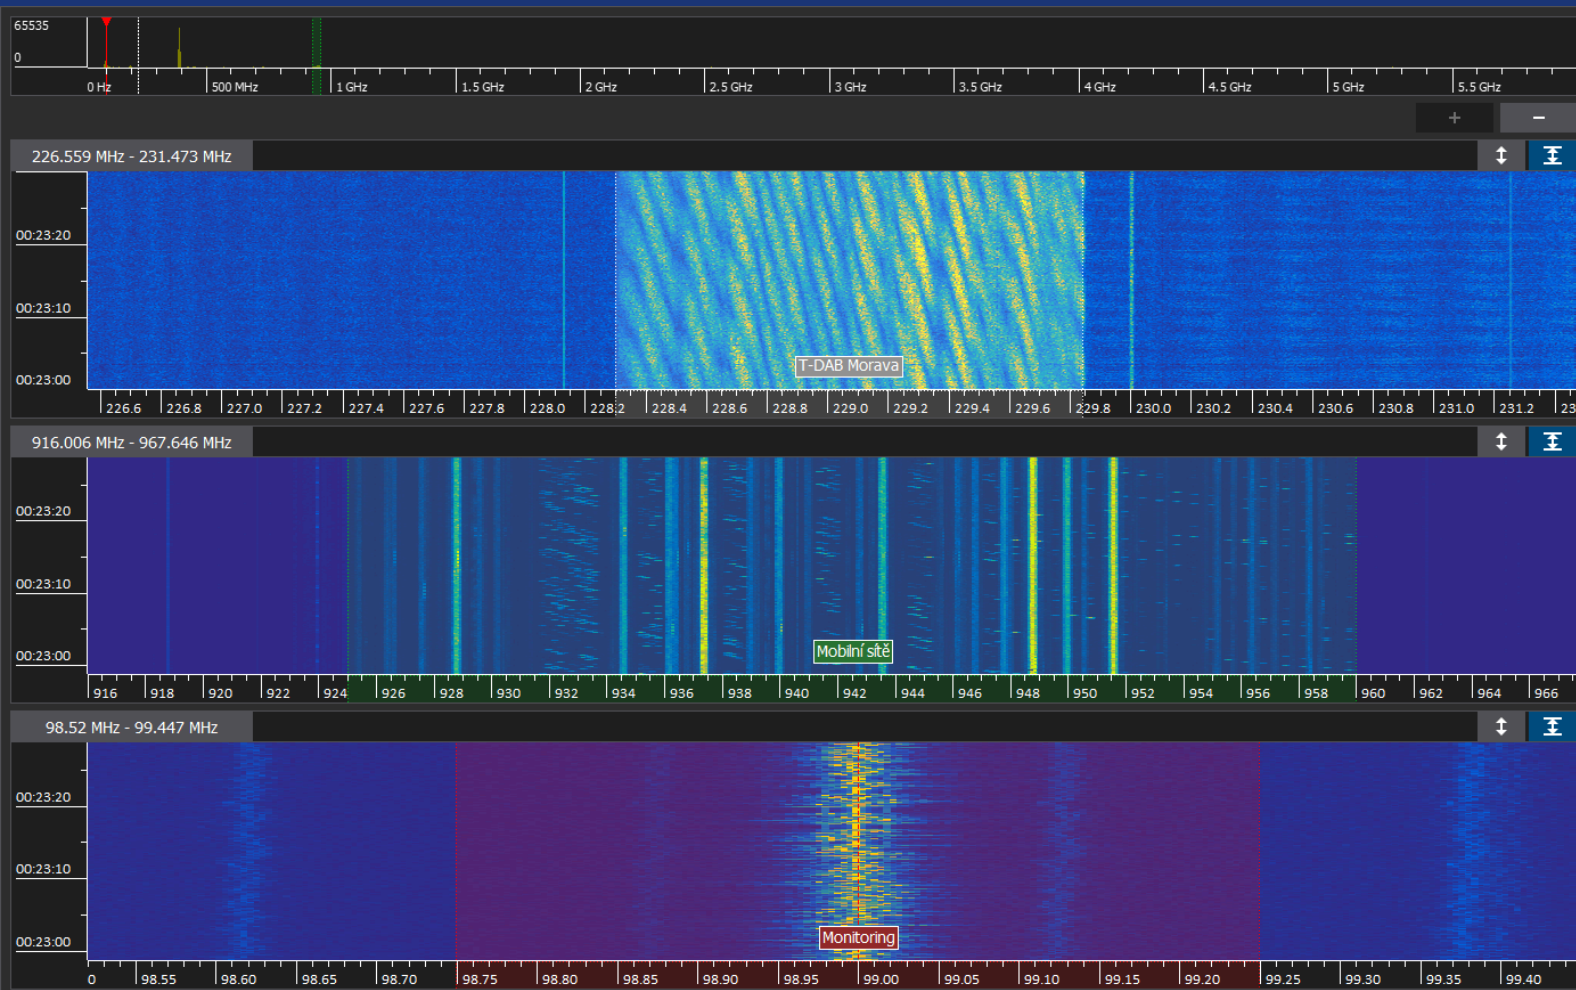 65535
0
0 Hz 500 MHz 1 GHz 1.5 GHz 2 GHz 2.5 GHz 3 GHz 3.5 GHz 4 GHz 4.5 GHz 5 GHz 5.5 GHz
+ −
226.559 MHz - 231.473 MHz
00:23:20
00:23:10
T-DAB Morava
00:23:00
226.6 226.8 227.0 227.2 227.4 227.6 227.8 228.0 228.2 228.4 228.6 228.8 229.0 229.2 229.4 229.6 229.8 230.0 230.2 230.4 230.6 230.8 231.0 231.2 23
916.006 MHz - 967.646 MHz
00:23:20
00:23:10
Mobilní sítě
00:23:00
916 918 920 922 924 926 928 930 932 934 936 938 940 942 944 946 948 950 952 954 956 958 960 962 964 966
98.52 MHz - 99.447 MHz
00:23:20
00:23:10
Monitoring
00:23:00
0 98.55 98.60 98.65 98.70 98.75 98.80 98.85 98.90 98.95 99.00 99.05 99.10 99.15 99.20 99.25 99.30 99.35 99.40